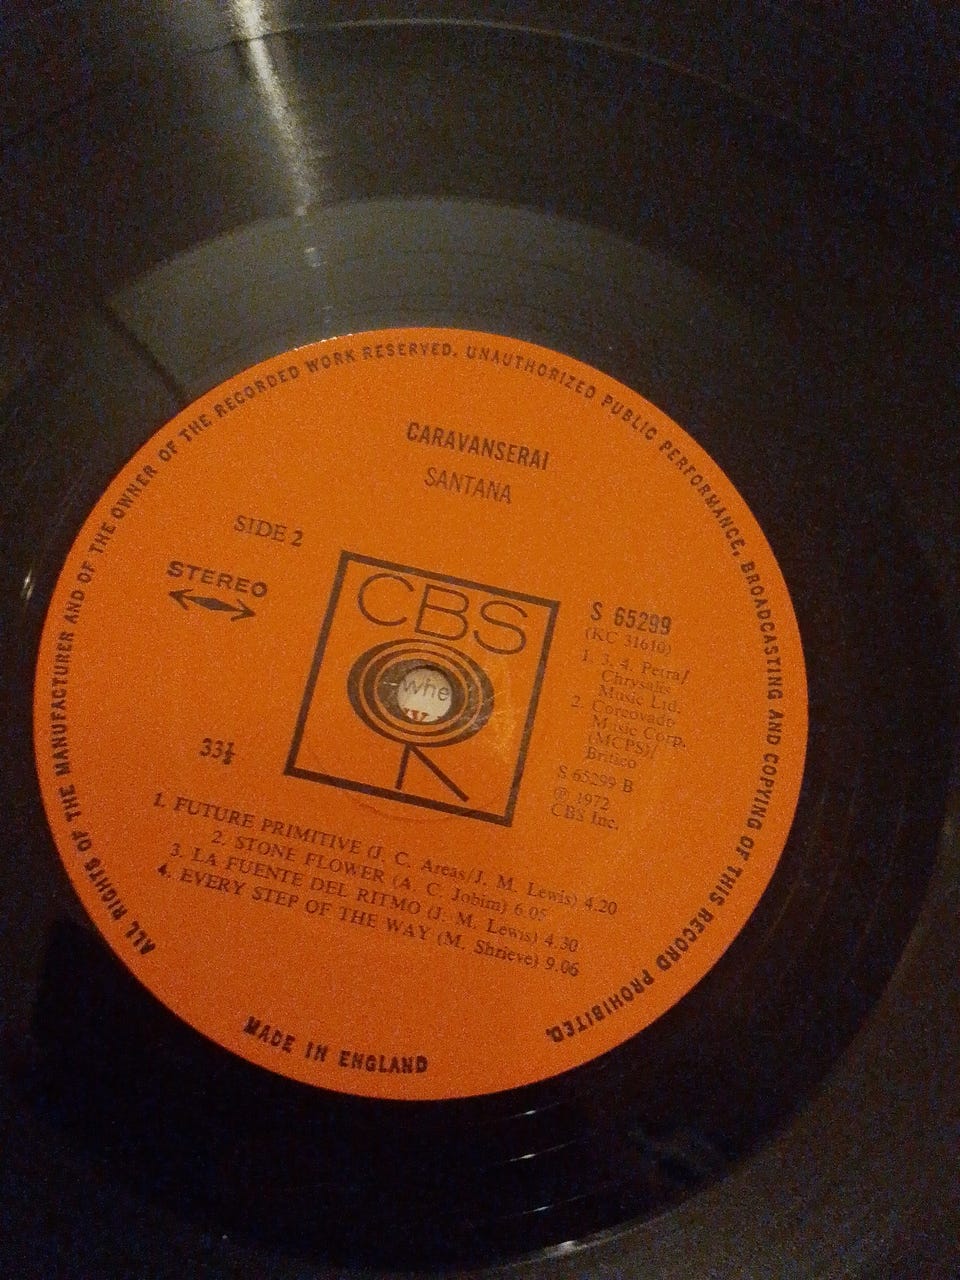 ALL RIGHTS OF THE MANUFACTURER AND OF THE OWNER OF THE RECORDED WORK RESERVED. UNAUTHORIZED PUBLIC PERFORMANCE, BROADCASTING AND COPYING OF THIS RECORD PROHIBITED.
CARAVANSERAI
SANTANA
SIDE 2
STEREO
CBS
whe
S 65299
(KC 31610)
1. 3. 4. Petra/
Chrysalis
Music Ltd.
2. Corcovado
Music Corp.
(MCPS)/
Britico
S 65299 B
℗ 1972
CBS Inc.
33⅓
1. FUTURE PRIMITIVE (J. C. Areas/J. M. Lewis) 4.20
2. STONE FLOWER (A. C. Jobim) 6.05
3. LA FUENTE DEL RITMO (J. M. Lewis) 4.30
4. EVERY STEP OF THE WAY (M. Shrieve) 9.06
MADE IN ENGLAND